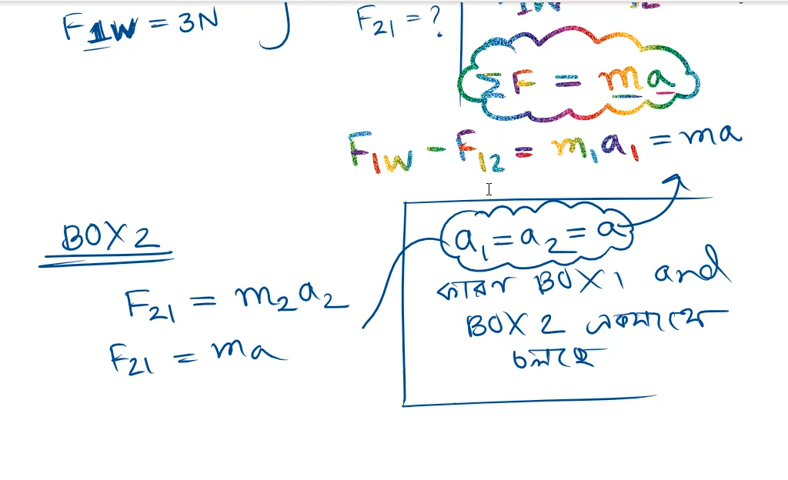 F1W = 3N
F21 = ?
ΣF = ma
F1W - F12 = m1a1 = ma
BOX 2
a1 = a2 = a
F21 = m2a2
কারন BOX 1 and
BOX 2 একসাথে
F21 = ma
চলছে